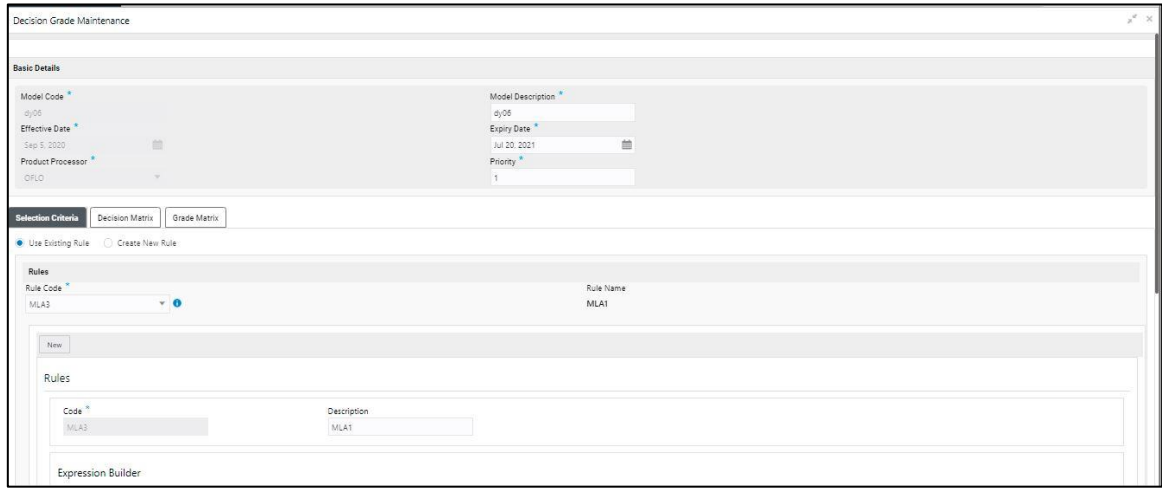 Decision Grade Maintenance
Basic Details
Model Code * Model Description *
dy06 dy06
Effective Date * Expiry Date *
Sep 5, 2020 Jul 20, 2021
Product Processor * Priority *
OFLO 1
Selection Criteria Decision Matrix Grade Matrix
Use Existing Rule Create New Rule
Rules
Rule Code * Rule Name
MLA3 MLA1
New
Rules
Code * Description
MLA3 MLA1
Expression Builder